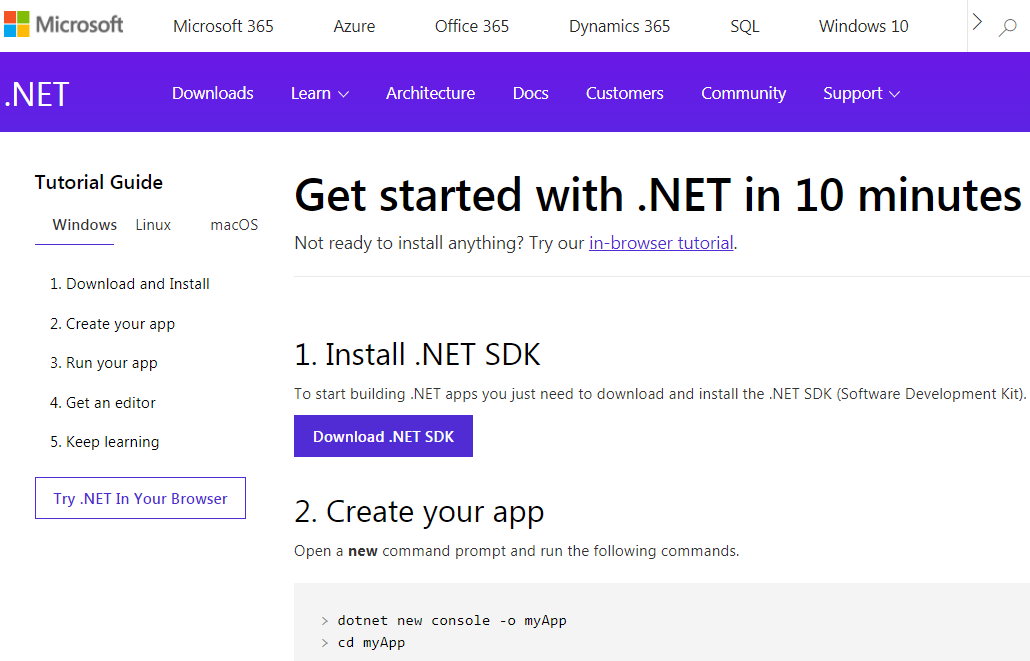 Microsoft Microsoft 365 Azure Office 365 Dynamics 365 SQL Windows 10
.NET Downloads Learn Architecture Docs Customers Community Support
Tutorial Guide
Windows Linux macOS
1. Download and Install
2. Create your app
3. Run your app
4. Get an editor
5. Keep learning
Try .NET In Your Browser
Get started with .NET in 10 minutes
Not ready to install anything? Try our in-browser tutorial.
1. Install .NET SDK
To start building .NET apps you just need to download and install the .NET SDK (Software Development Kit).
Download .NET SDK
2. Create your app
Open a new command prompt and run the following commands.
> dotnet new console -o myApp
> cd myApp